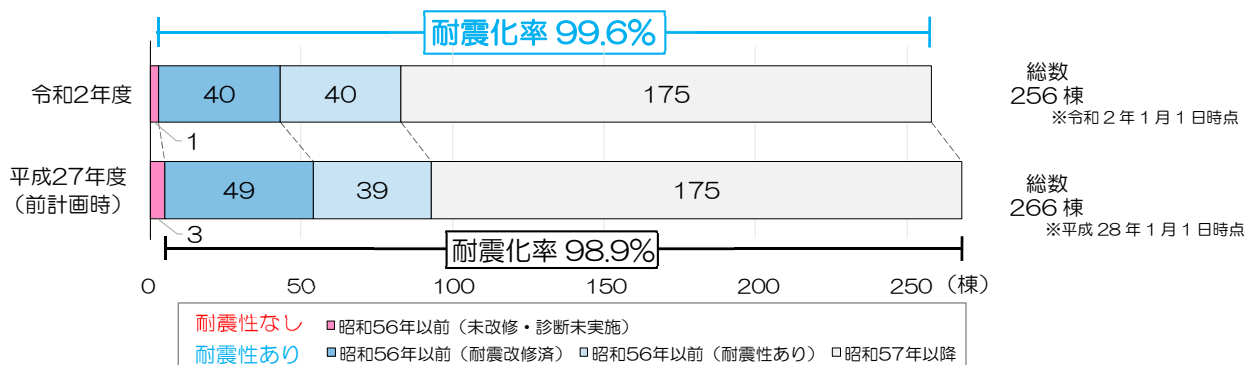 耐震化率 99.6%
令和2年度
40
40
175
総数
256 棟
※令和 2 年 1 月 1 日時点
1
平成27年度
（前計画時）
49
39
175
総数
266 棟
※平成 28 年 1 月 1 日時点
3
耐震化率 98.9%
0 50 100 150 200 250 （棟）
耐震性なし 昭和56年以前（未改修・診断未実施）
耐震性あり 昭和56年以前（耐震改修済） 昭和56年以前（耐震性あり） 昭和57年以降